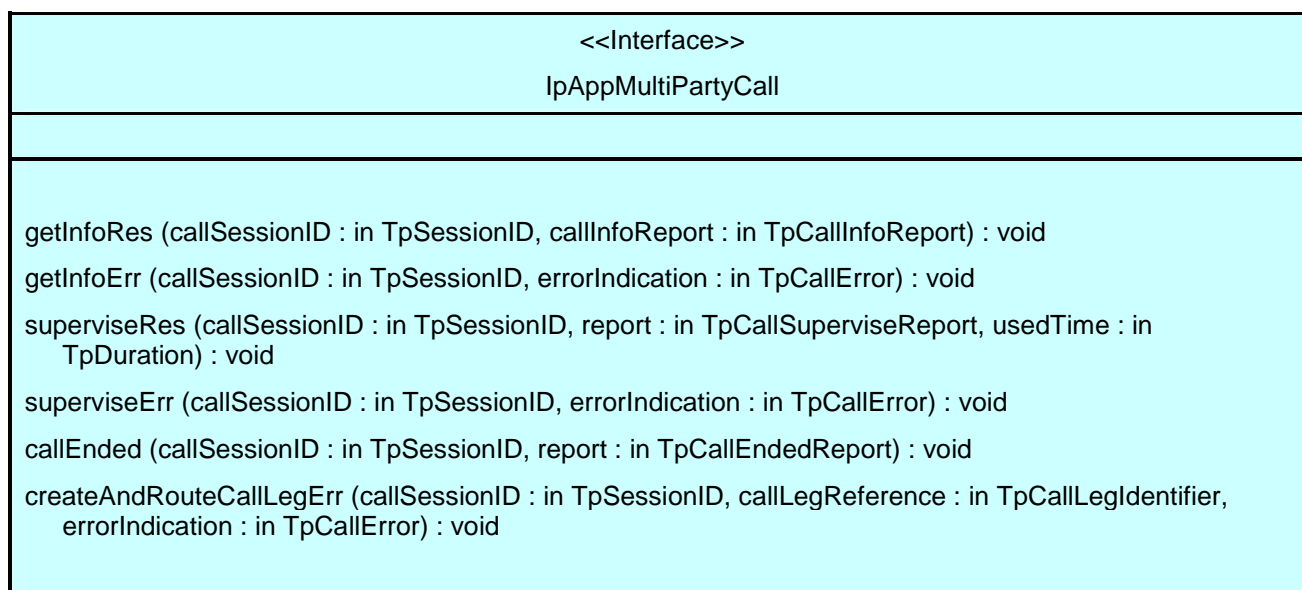 <<Interface>>
IpAppMultiPartyCall
getInfoRes (callSessionID : in TpSessionID, callInfoReport : in TpCallInfoReport) : void
getInfoErr (callSessionID : in TpSessionID, errorIndication : in TpCallError) : void
superviseRes (callSessionID : in TpSessionID, report : in TpCallSuperviseReport, usedTime : in
TpDuration) : void
superviseErr (callSessionID : in TpSessionID, errorIndication : in TpCallError) : void
callEnded (callSessionID : in TpSessionID, report : in TpCallEndedReport) : void
createAndRouteCallLegErr (callSessionID : in TpSessionID, callLegReference : in TpCallLegIdentifier,
errorIndication : in TpCallError) : void